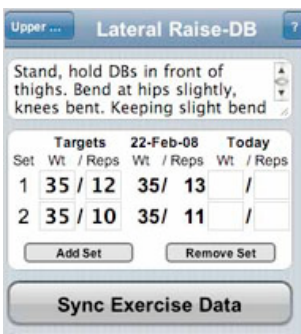 Upper ... Lateral Raise-DB ?
Stand, hold DBs in front of
thighs. Bend at hips slightly,
knees bent. Keeping slight bend
Targets 22-Feb-08 Today
Set Wt / Reps Wt / Reps Wt / Reps
1 35 / 12 35/ 13 /
2 35 / 10 35/ 11 /
Add Set Remove Set
Sync Exercise Data